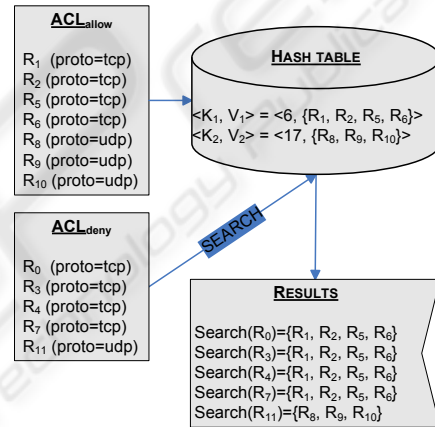 ACLallow
R1 (proto=tcp)
R2 (proto=tcp)
R5 (proto=tcp)
R6 (proto=tcp)
R8 (proto=udp)
R9 (proto=udp)
R10 (proto=udp)
HASH TABLE
<K1, V1> = <6, {R1, R2, R5, R6}>
<K2, V2> = <17, {R8, R9, R10}>
ACLdeny
R0 (proto=tcp)
R3 (proto=tcp)
R4 (proto=tcp)
R7 (proto=tcp)
R11 (proto=udp)
SEARCH
RESULTS
Search(R0)={R1, R2, R5, R6}
Search(R3)={R1, R2, R5, R6}
Search(R4)={R1, R2, R5, R6}
Search(R7)={R1, R2, R5, R6}
Search(R11)={R8, R9, R10}